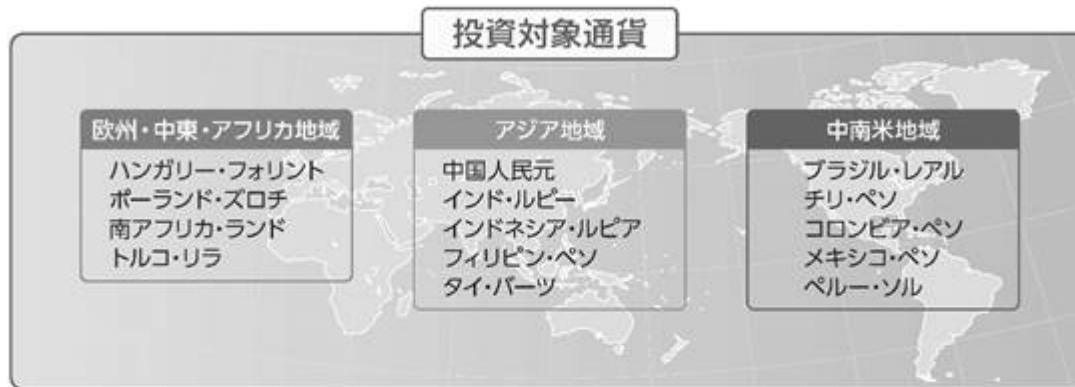 投資対象通貨
欧州・中東・アフリカ地域
ハンガリー・フォリント
ポーランド・ズロチ
南アフリカ・ランド
トルコ・リラ
アジア地域
中国人民元
インド・ルピー
インドネシア・ルピア
フィリピン・ペソ
タイ・バーツ
中南米地域
ブラジル・レアル
チリ・ペソ
コロンビア・ペソ
メキシコ・ペソ
ペルー・ソル